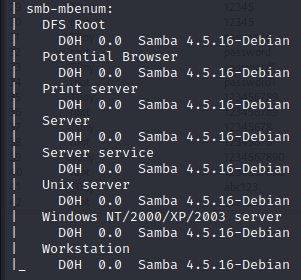 | smb-mbenum:
|   DFS Root
|     D0H  0.0  Samba 4.5.16-Debian
|   Potential Browser
|     D0H  0.0  Samba 4.5.16-Debian
|   Print server
|     D0H  0.0  Samba 4.5.16-Debian
|   Server
|     D0H  0.0  Samba 4.5.16-Debian
|   Server service
|     D0H  0.0  Samba 4.5.16-Debian
|   Unix server
|     D0H  0.0  Samba 4.5.16-Debian
|   Windows NT/2000/XP/2003 server
|     D0H  0.0  Samba 4.5.16-Debian
|   Workstation
|_    D0H  0.0  Samba 4.5.16-Debian